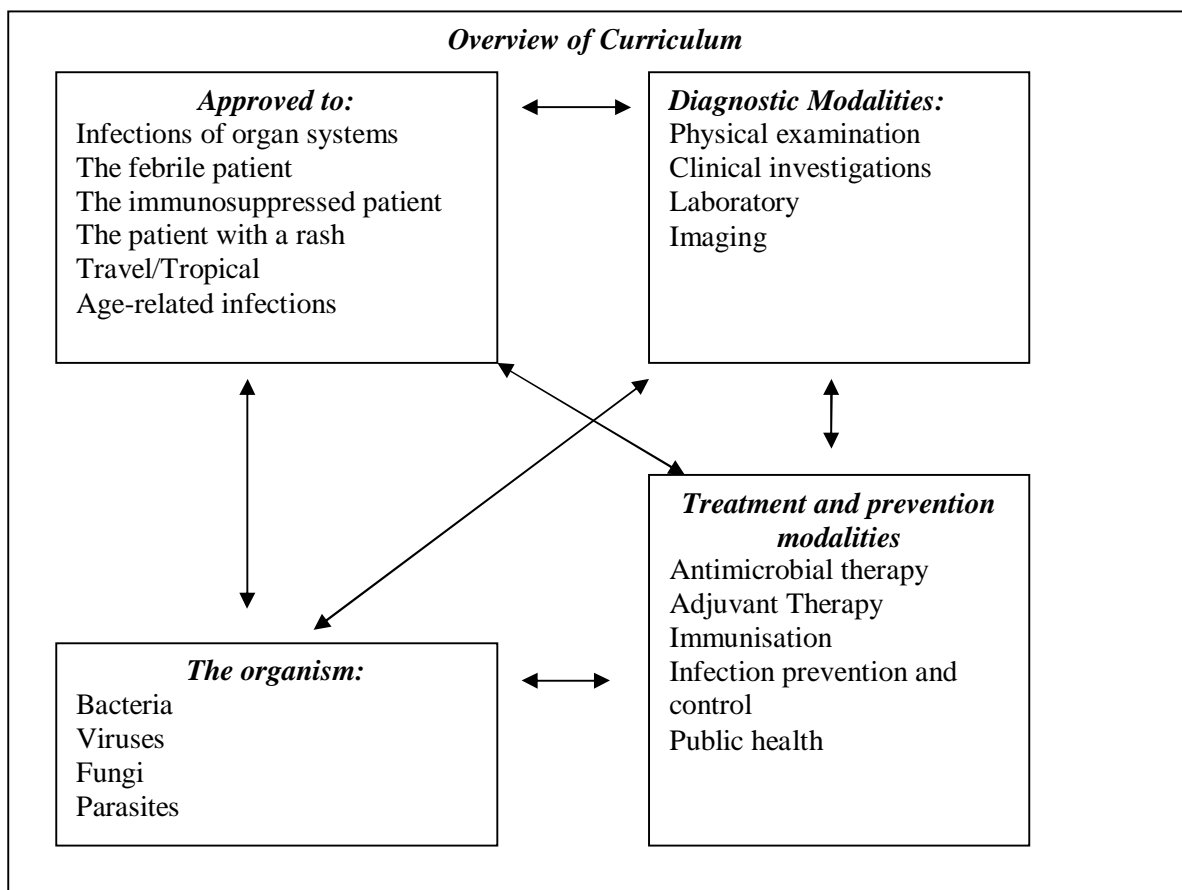 Overview of Curriculum
Approved to:
Infections of organ systems
The febrile patient
The immunosuppressed patient
The patient with a rash
Travel/Tropical
Age-related infections
Diagnostic Modalities:
Physical examination
Clinical investigations
Laboratory
Imaging
The organism:
Bacteria
Viruses
Fungi
Parasites
Treatment and prevention
modalities
Antimicrobial therapy
Adjuvant Therapy
Immunisation
Infection prevention and
control
Public health